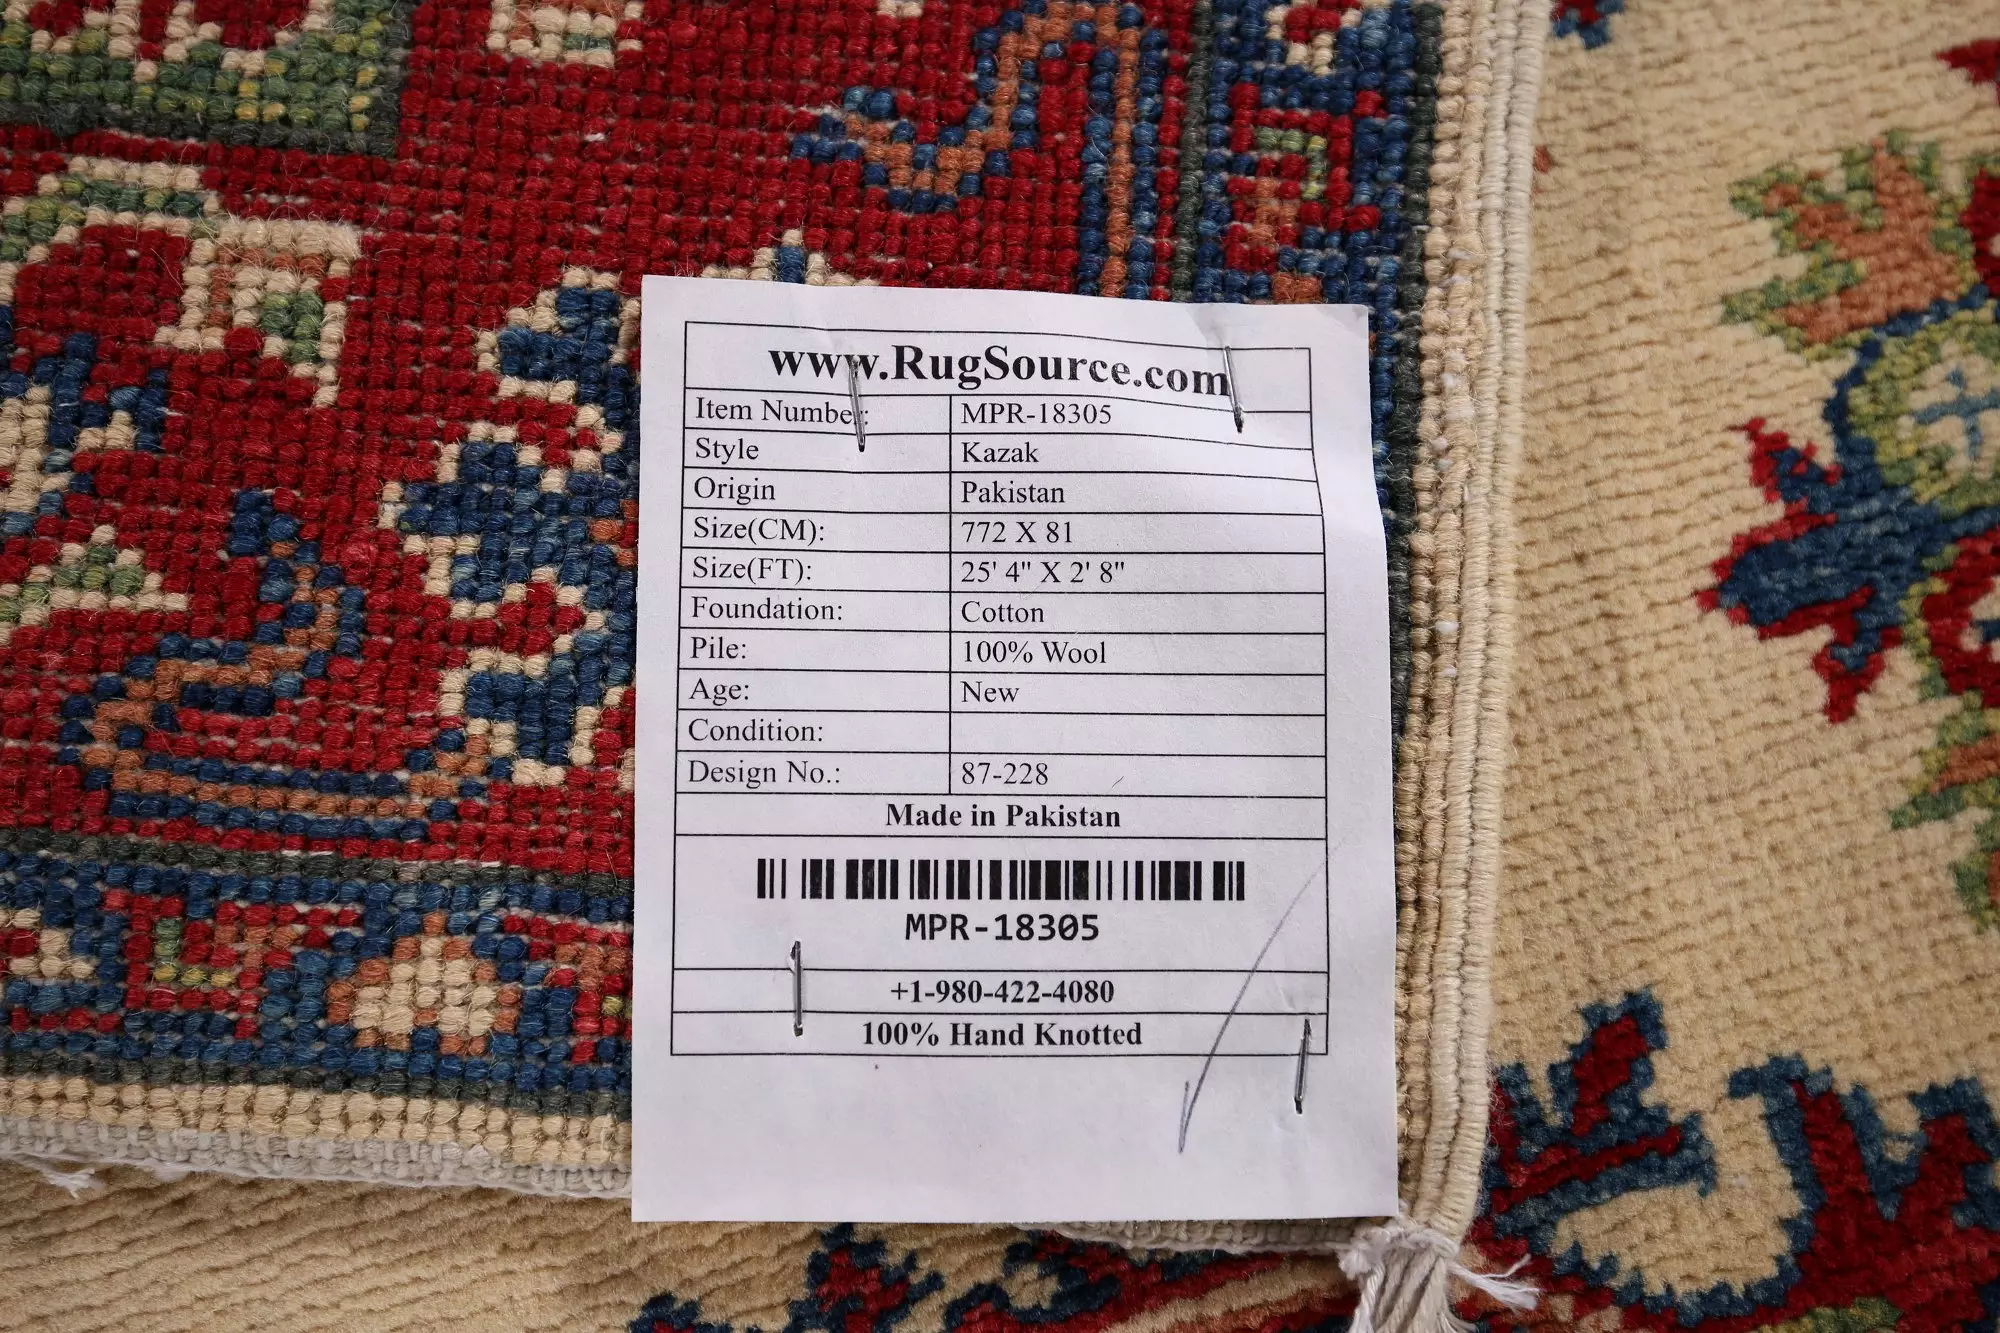 www.RugSource.com
Item Number: MPR-18305
Style Kazak
Origin Pakistan
Size(CM): 772 X 81
Size(FT): 25' 4" X 2' 8"
Foundation: Cotton
Pile: 100% Wool
Age: New
Condition:
Design No.: 87-228
Made in Pakistan
MPR-18305
+1-980-422-4080
100% Hand Knotted